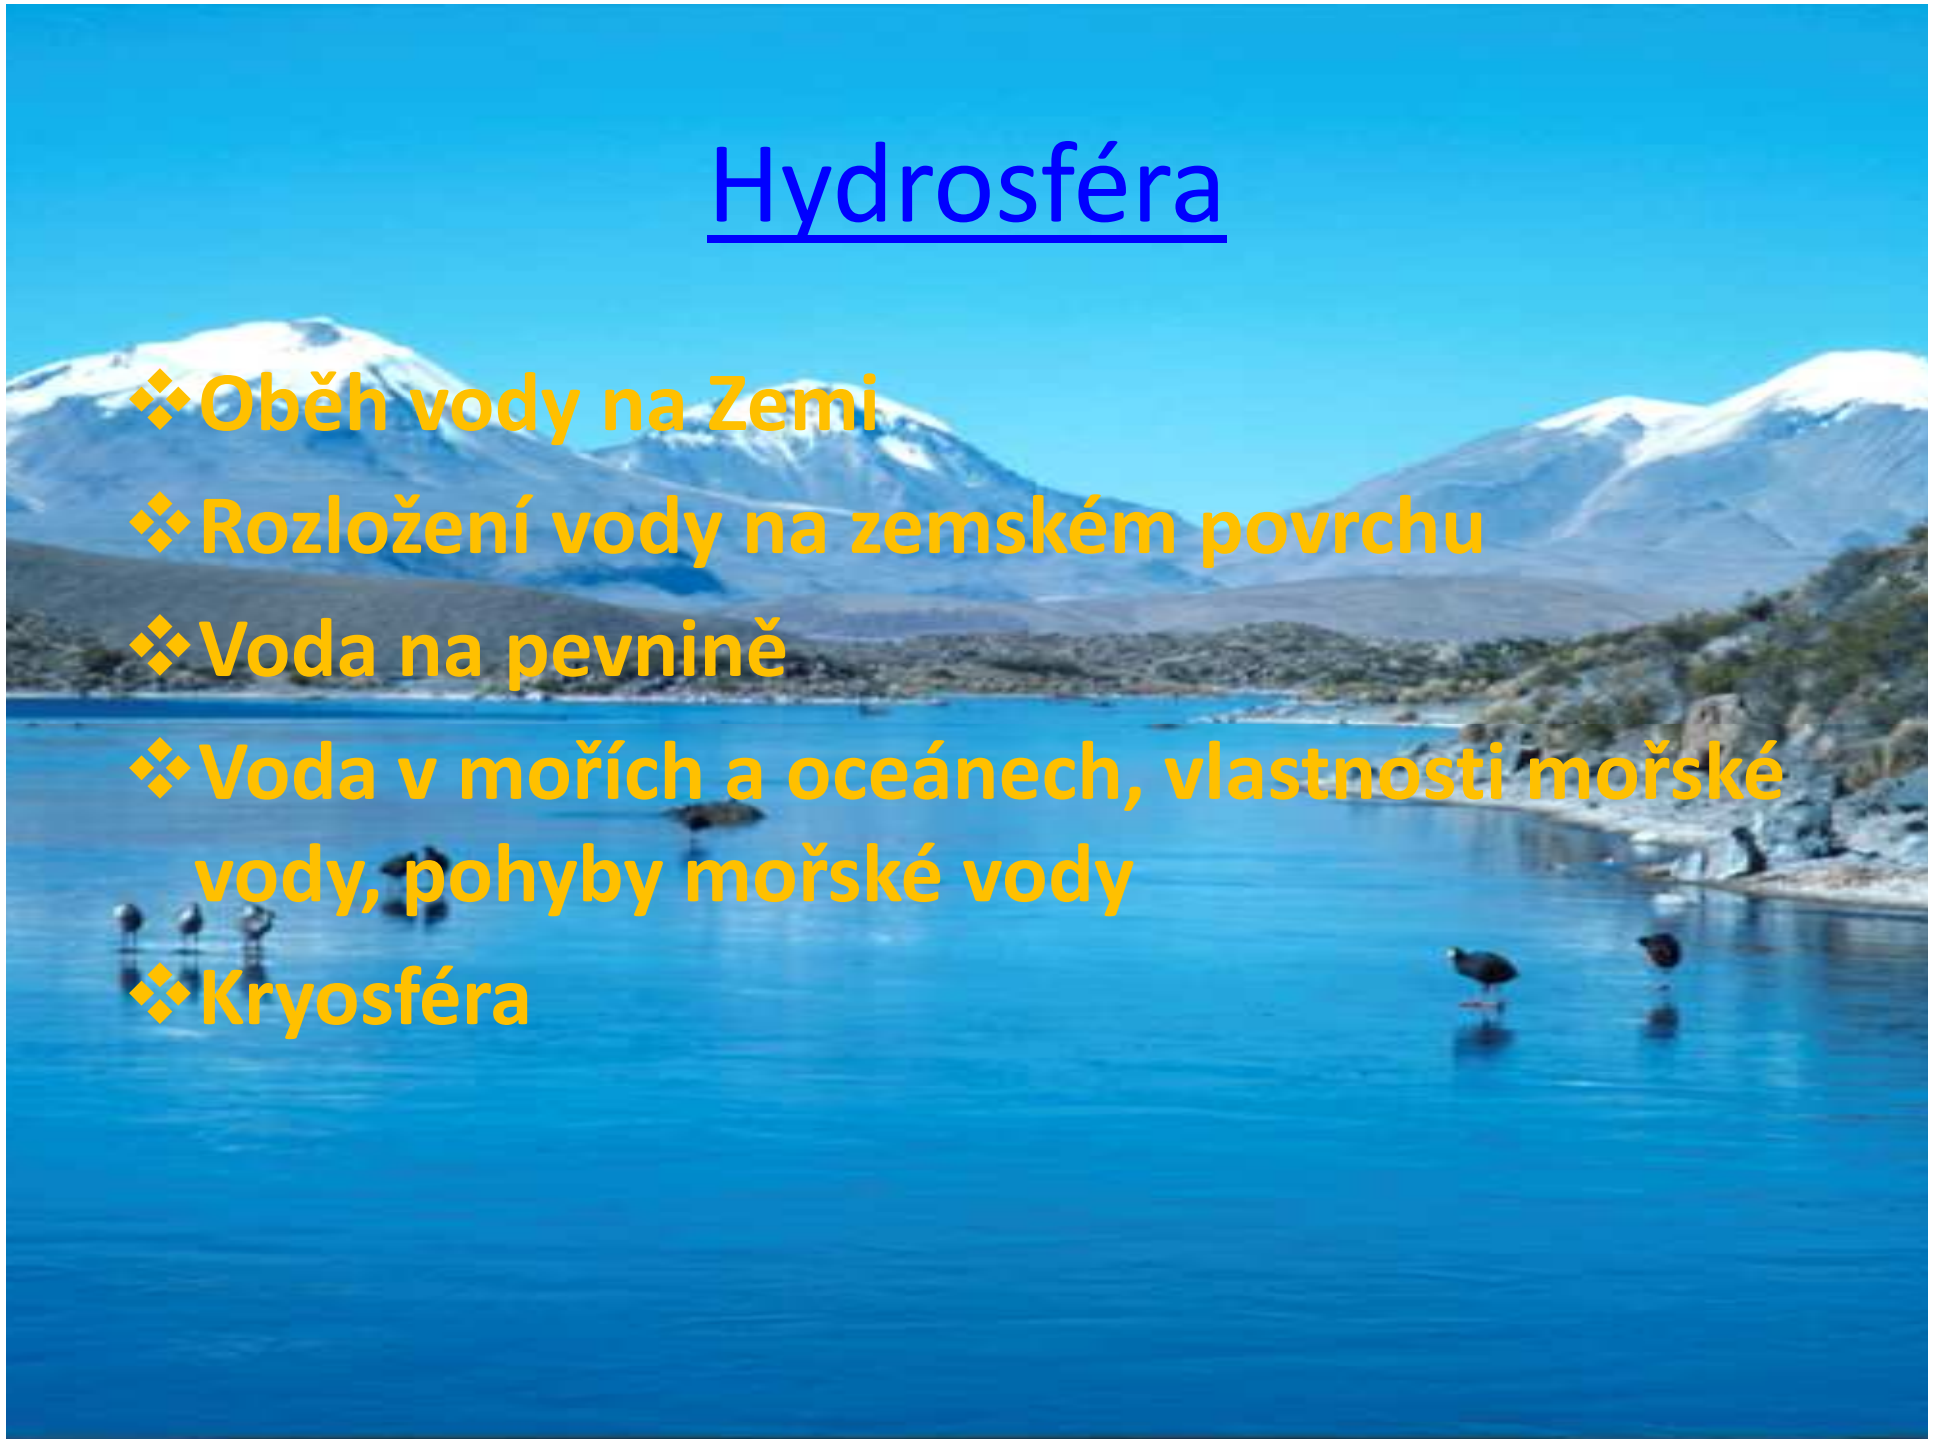 Hydrosféra
❖Oběh vody na Zemi
❖Rozložení vody na zemském povrchu
❖Voda na pevnině
❖Voda v mořích a oceánech, vlastnosti mořské
vody, pohyby mořské vody
❖Kryosféra